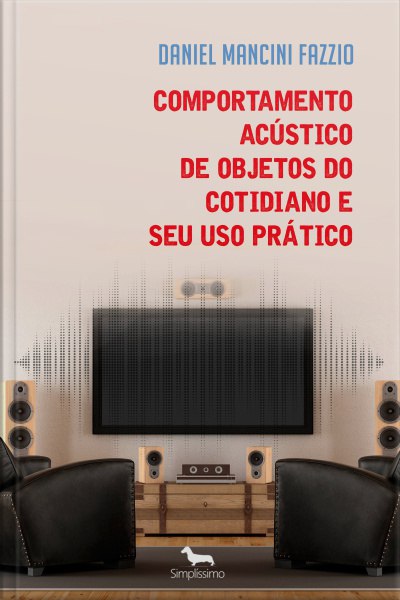 DANIEL MANCINI FAZZIO
COMPORTAMENTO
ACÚSTICO
DE OBJETOS DO
COTIDIANO E
SEU USO PRÁTICO
Simplíssimo